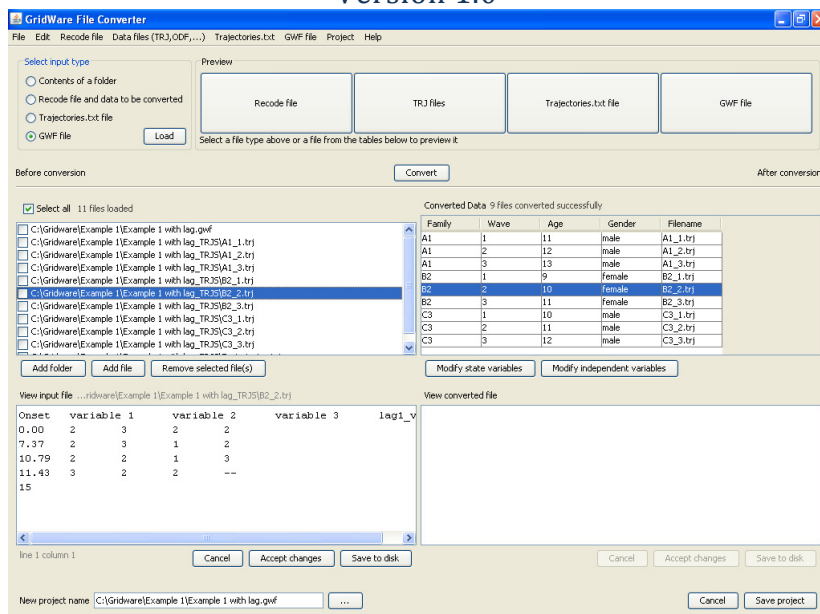 Version 1.0
GridWare File Converter
File Edit Recode file Data files (TRJ,ODF,...) Trajectories.txt GWF file Project Help
Select input type
Preview
Contents of a folder
Recode file and data to be converted
Trajectories.txt file
GWF file
Load
Recode file
TRJ files
Trajectories.txt file
GWF file
Select a file type above or a file from the tables below to preview it
Before conversion
Convert
After conversion
Select all 11 files loaded
Converted Data 9 files converted successfully
C:\Gridware\Example 1\Example 1 with lag.gwf
C:\Gridware\Example 1\Example 1 with lag_TRJS\A1_1.trj
C:\Gridware\Example 1\Example 1 with lag_TRJS\A1_2.trj
C:\Gridware\Example 1\Example 1 with lag_TRJS\A1_3.trj
C:\Gridware\Example 1\Example 1 with lag_TRJS\B2_1.trj
C:\Gridware\Example 1\Example 1 with lag_TRJS\B2_2.trj
C:\Gridware\Example 1\Example 1 with lag_TRJS\B2_3.trj
C:\Gridware\Example 1\Example 1 with lag_TRJS\C3_1.trj
C:\Gridware\Example 1\Example 1 with lag_TRJS\C3_2.trj
C:\Gridware\Example 1\Example 1 with lag_TRJS\C3_3.trj
Family Wave Age Gender Filename
A1 1 11 male A1_1.trj
A1 2 12 male A1_2.trj
A1 3 13 male A1_3.trj
B2 1 9 female B2_1.trj
B2 2 10 female B2_2.trj
B2 3 11 female B2_3.trj
C3 1 10 male C3_1.trj
C3 2 11 male C3_2.trj
C3 3 12 male C3_3.trj
Add folder
Add file
Remove selected file(s)
Modify state variables
Modify independent variables
View input file ...ridware\Example 1\Example 1 with lag_TRJS\B2_2.trj
View converted file
Onset variable 1 variable 2 variable 3 lag1_v
0.00 2 3 2 2
7.37 2 3 1 2
10.79 2 2 1 3
11.43 3 2 2 --
15
line 1 column 1
Cancel
Accept changes
Save to disk
Cancel
Accept changes
Save to disk
New project name C:\Gridware\Example 1\Example 1 with lag.gwf
...
Cancel
Save project